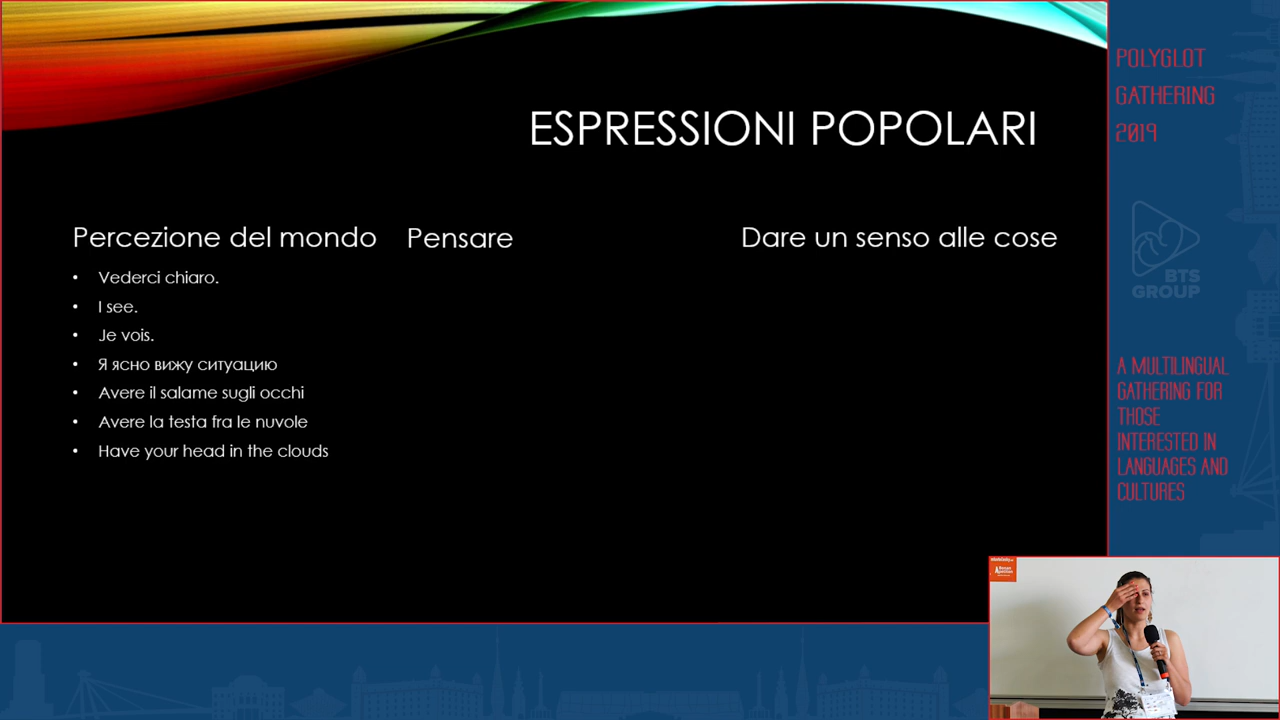 ESPRESSIONI POPOLARI
Percezione del mondo
• Vederci chiaro.
• I see.
• Je vois.
• Я ясно вижу ситуацию
• Avere il salame sugli occhi
• Avere la testa fra le nuvole
• Have your head in the clouds
Pensare
Dare un senso alle cose
POLYGLOT
GATHERING
2019
BTS
GROUP
A MULTILINGUAL
GATHERING FOR
THOSE
INTERESTED IN
LANGUAGES AND
CULTURES